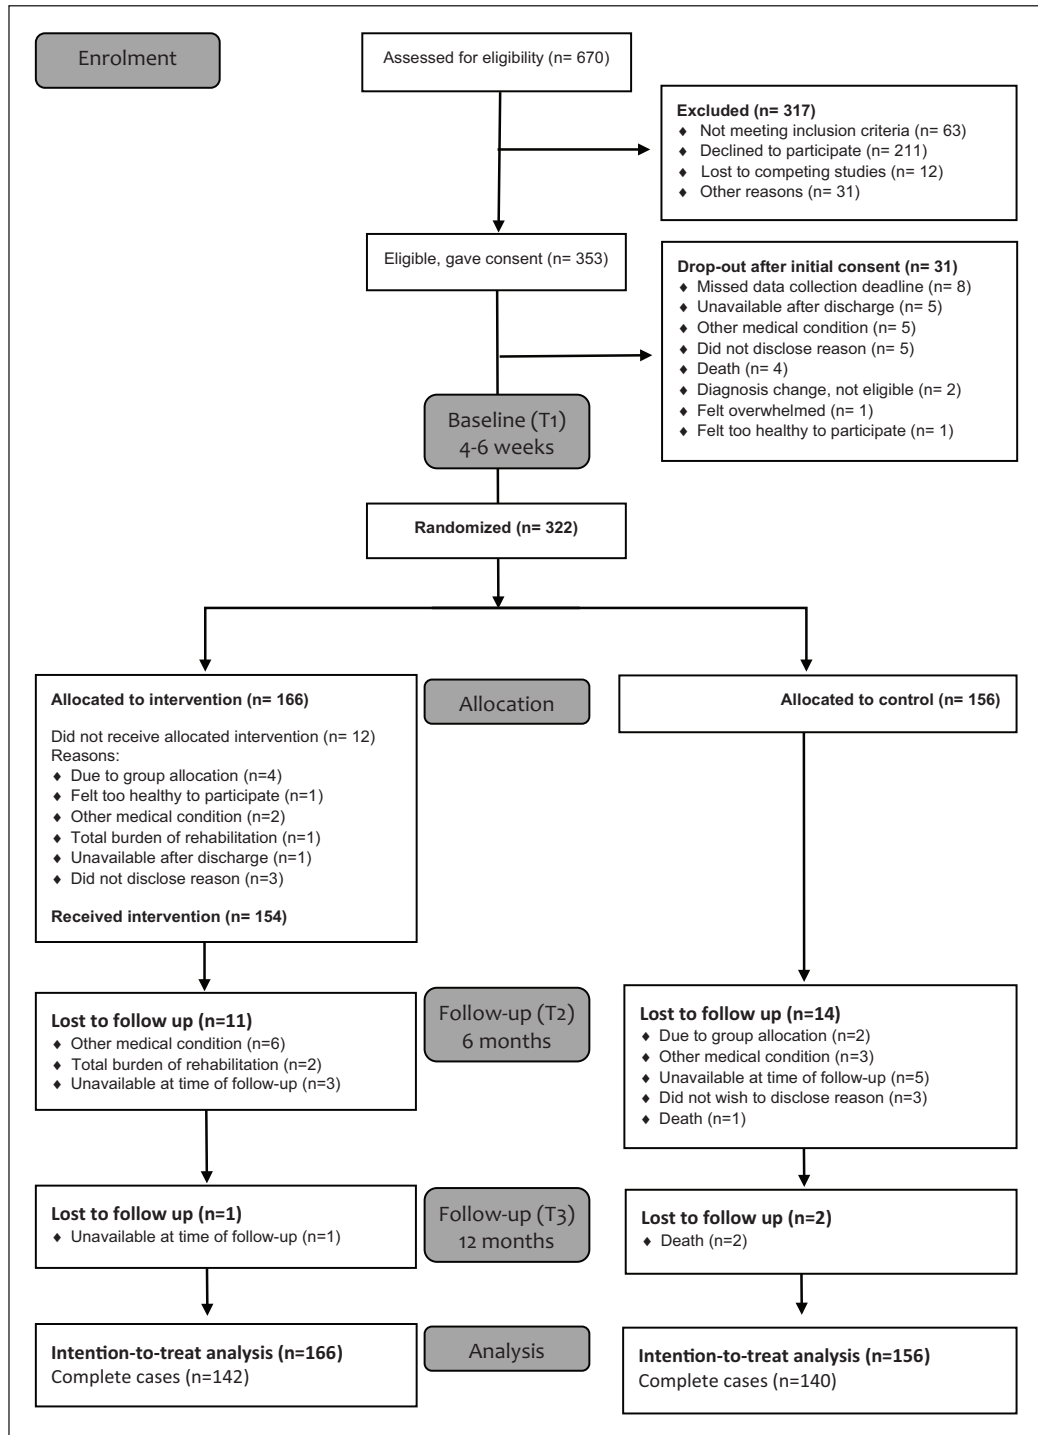 Enrolment
Assessed for eligibility (n= 670)
Excluded (n= 317)
♦ Not meeting inclusion criteria (n= 63)
♦ Declined to participate (n= 211)
♦ Lost to competing studies (n= 12)
♦ Other reasons (n= 31)
Eligible, gave consent (n= 353)
Drop-out after initial consent (n= 31)
♦ Missed data collection deadline (n= 8)
♦ Unavailable after discharge (n= 5)
♦ Other medical condition (n= 5)
♦ Did not disclose reason (n= 5)
♦ Death (n= 4)
♦ Diagnosis change, not eligible (n= 2)
♦ Felt overwhelmed (n= 1)
♦ Felt too healthy to participate (n= 1)
Baseline (T1)
4-6 weeks
Randomized (n= 322)
Allocated to intervention (n= 166)
Did not receive allocated intervention (n= 12)
Reasons:
♦ Due to group allocation (n=4)
♦ Felt too healthy to participate (n=1)
♦ Other medical condition (n=2)
♦ Total burden of rehabilitation (n=1)
♦ Unavailable after discharge (n=1)
♦ Did not disclose reason (n=3)
Received intervention (n= 154)
Allocation
Allocated to control (n= 156)
Lost to follow up (n=11)
♦ Other medical condition (n=6)
♦ Total burden of rehabilitation (n=2)
♦ Unavailable at time of follow-up (n=3)
Follow-up (T2)
6 months
Lost to follow up (n=14)
♦ Due to group allocation (n=2)
♦ Other medical condition (n=3)
♦ Unavailable at time of follow-up (n=5)
♦ Did not wish to disclose reason (n=3)
♦ Death (n=1)
Lost to follow up (n=1)
♦ Unavailable at time of follow-up (n=1)
Follow-up (T3)
12 months
Lost to follow up (n=2)
♦ Death (n=2)
Intention-to-treat analysis (n=166)
Complete cases (n=142)
Analysis
Intention-to-treat analysis (n=156)
Complete cases (n=140)